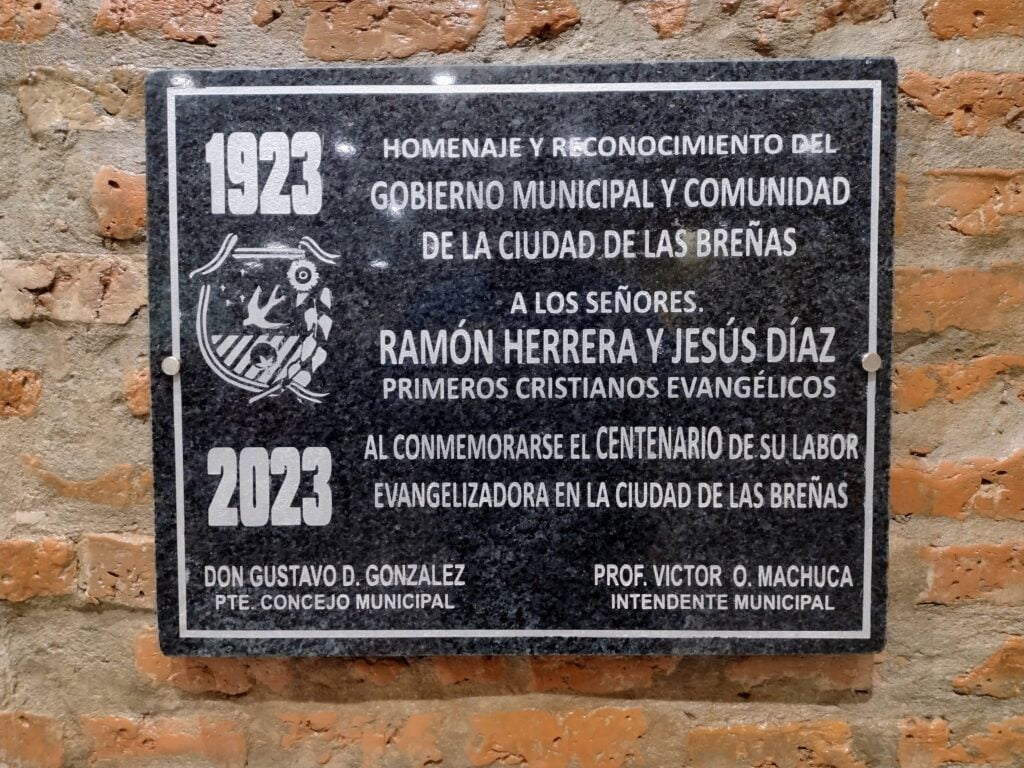 1923
HOMENAJE Y RECONOCIMIENTO DEL
GOBIERNO MUNICIPAL Y COMUNIDAD
DE LA CIUDAD DE LAS BREÑAS
A LOS SEÑORES.
RAMÓN HERRERA Y JESÚS DÍAZ
PRIMEROS CRISTIANOS EVANGÉLICOS
2023
AL CONMEMORARSE EL CENTENARIO DE SU LABOR
EVANGELIZADORA EN LA CIUDAD DE LAS BREÑAS
DON GUSTAVO D. GONZALEZ
PTE. CONCEJO MUNICIPAL
PROF. VICTOR O. MACHUCA
INTENDENTE MUNICIPAL